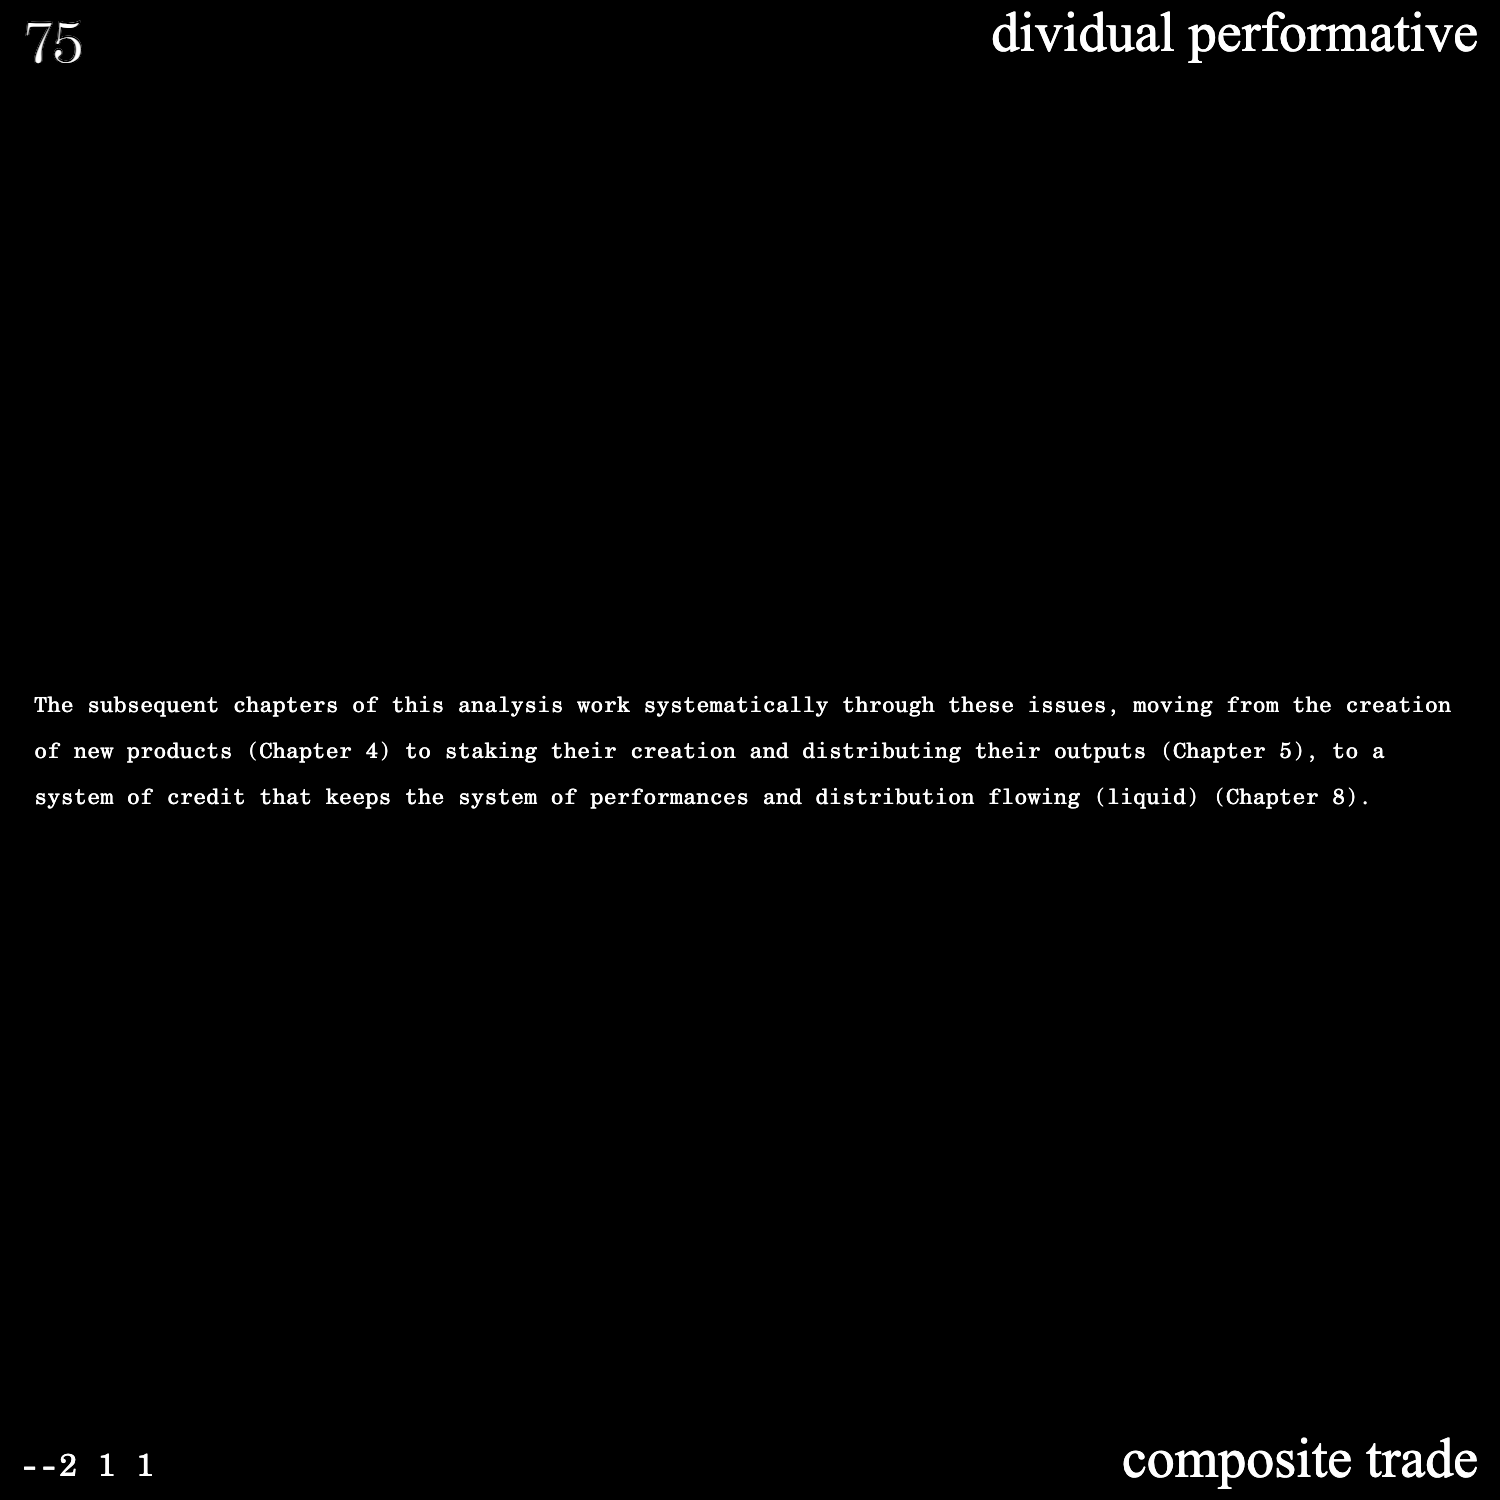 75
dividual performative
The subsequent chapters of this analysis work systematically through these issues, moving from the creation
of new products (Chapter 4) to staking their creation and distributing their outputs (Chapter 5), to a
system of credit that keeps the system of performances and distribution flowing (liquid) (Chapter 8).
--2 1 1
composite trade